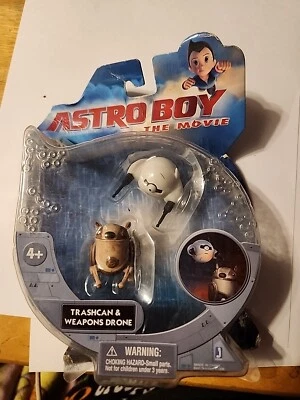 ASTRO BOY
THE MOVIE
4+
TRASHCAN &
WEAPONS DRONE
WARNING:
CHOKING HAZARD-Small parts.
Not for children under 3 years.